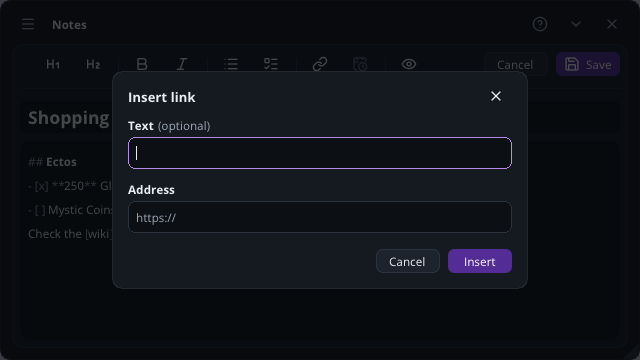 Notes
H1 H2 B I Cancel Save
Shopping
Insert link
Text (optional)
## Ectos
- [x] **250**
- [ ] Mystic Coins
Address
https://
Check the [wiki]
Cancel Insert